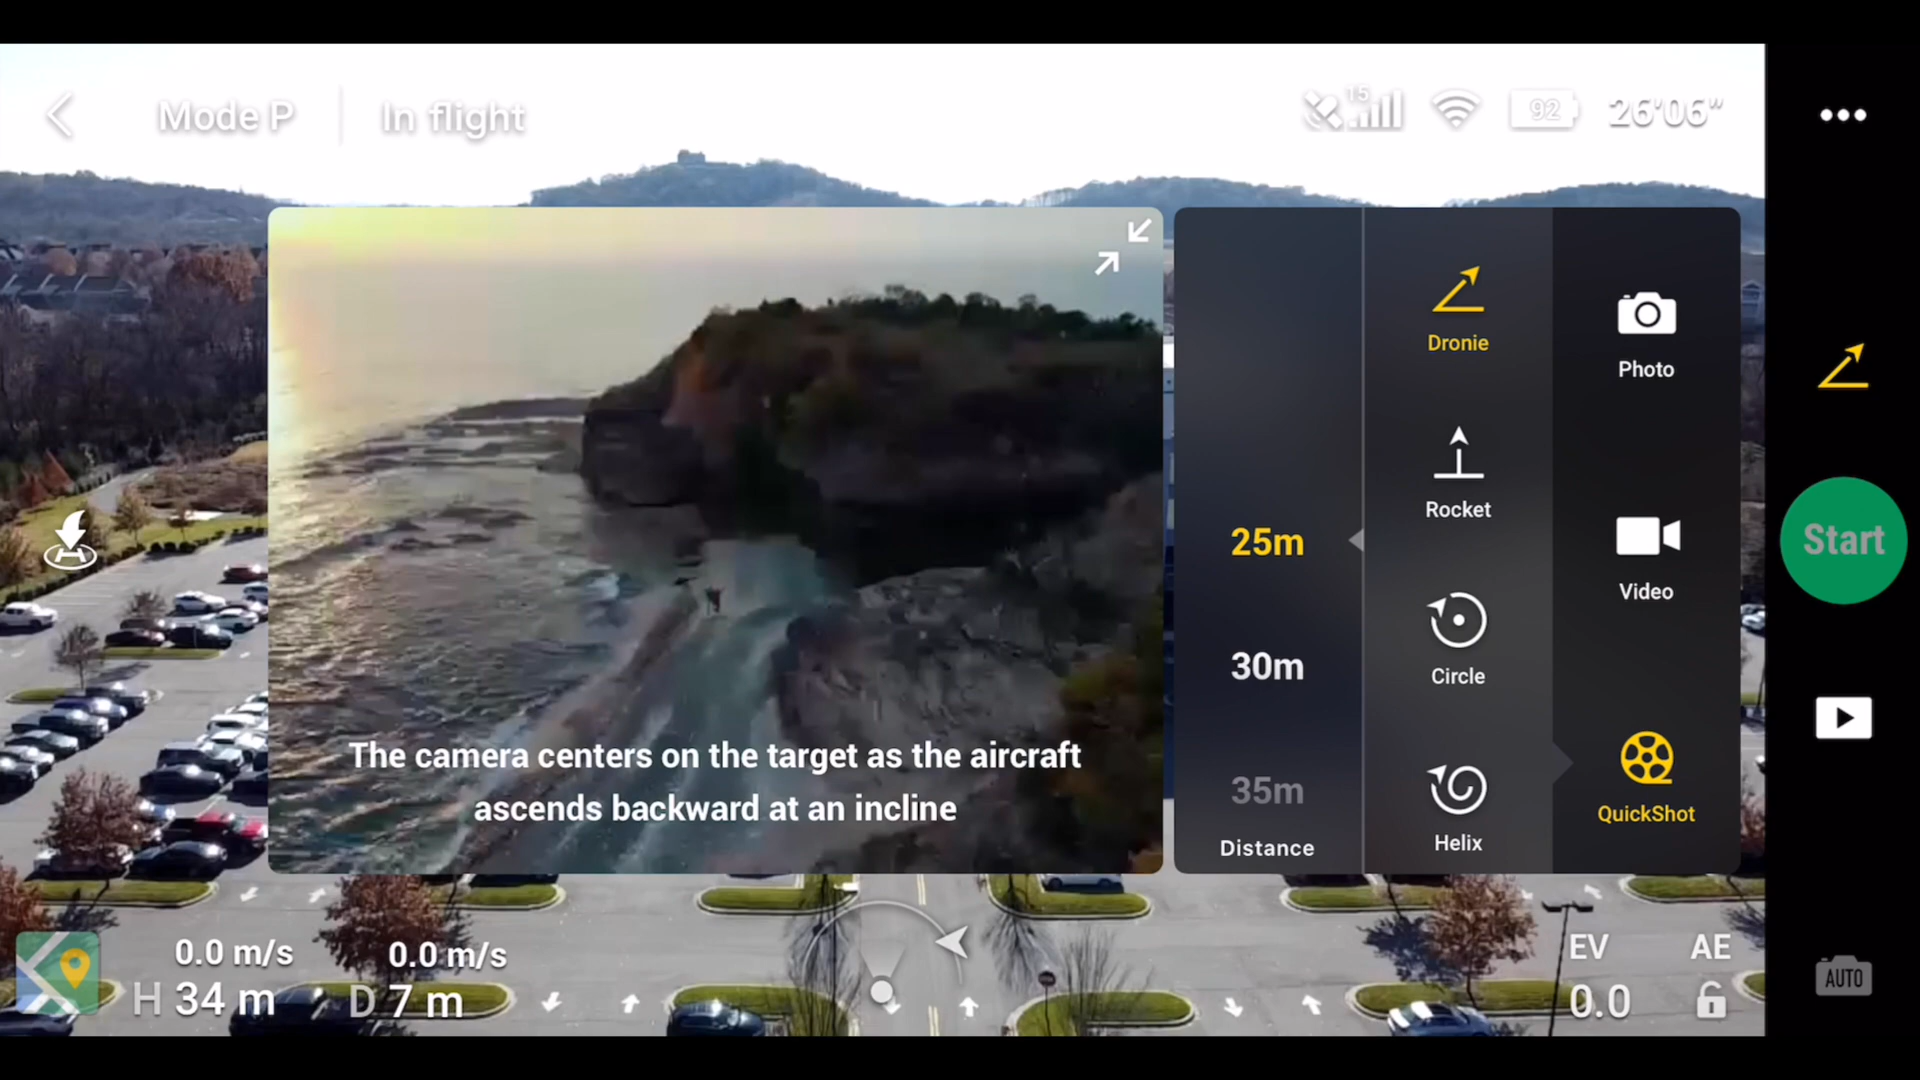 Mode P
In flight
15
92
26'06"
Dronie
Photo
Rocket
25m
Start
Video
30m
Circle
The camera centers on the target as the aircraft
ascends backward at an incline
35m
Distance
Helix
QuickShot
0.0 m/s
0.0 m/s
H 34 m
D 7 m
EV
AE
0.0
AUTO